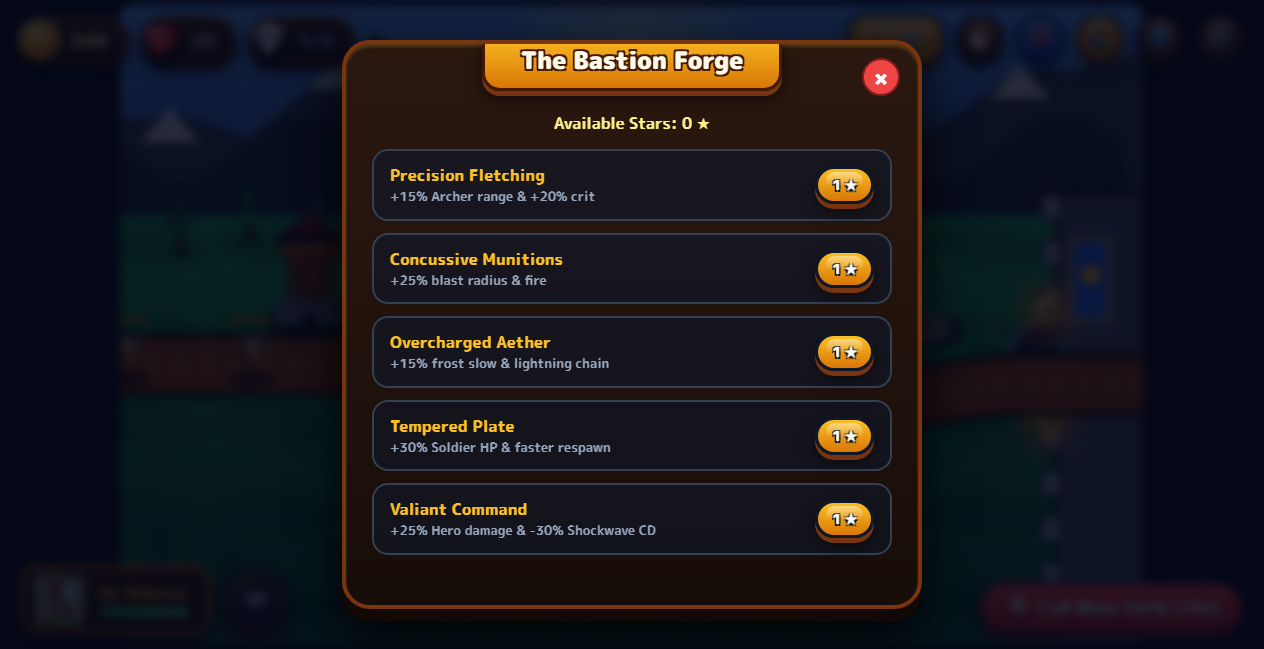 The Bastion Forge
Available Stars: 0 ★
Precision Fletching
+15% Archer range & +20% crit
1★
Concussive Munitions
+25% blast radius & fire
1★
Overcharged Aether
+15% frost slow & lightning chain
1★
Tempered Plate
+30% Soldier HP & faster respawn
1★
Valiant Command
+25% Hero damage & -30% Shockwave CD
1★